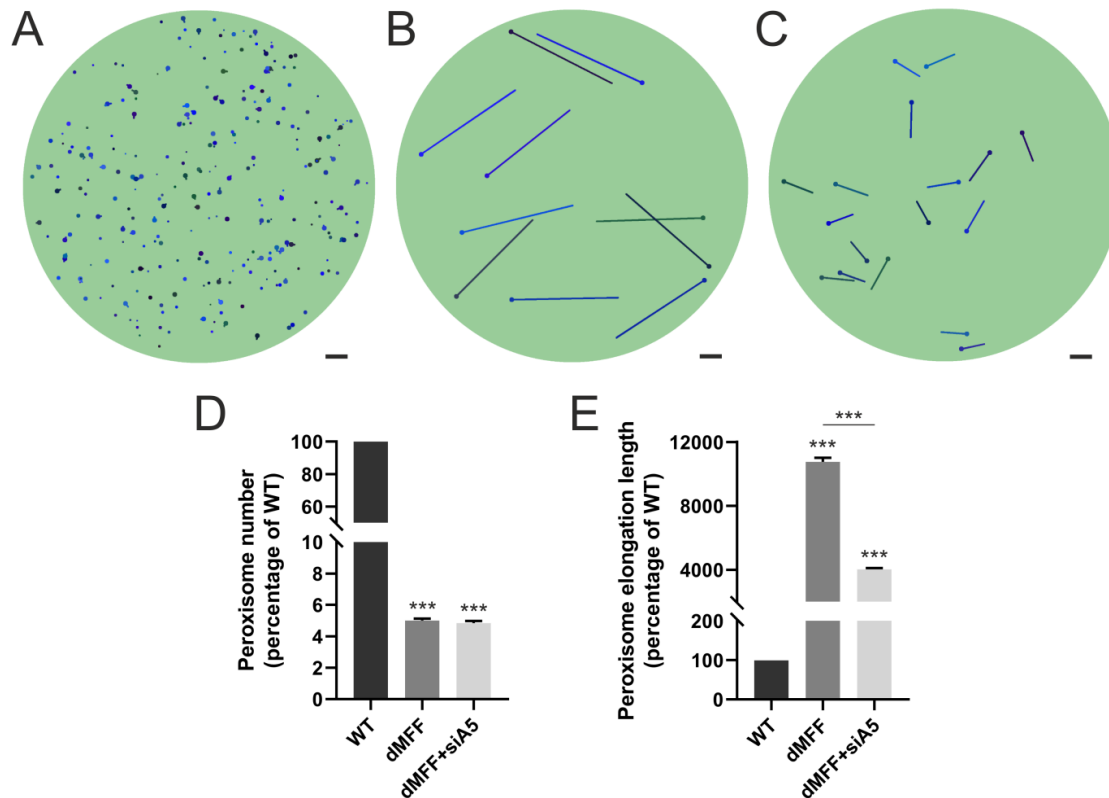 A
B
C
D
Peroxisome number
(percentage of WT)
100
80
60
10
8
6
4
2
0
***
***
WT
dMFF
dMFF+siA5
E
Peroxisome elongation length
(percentage of WT)
12000
8000
4000
200
100
0
***
***
***
WT
dMFF
dMFF+siA5